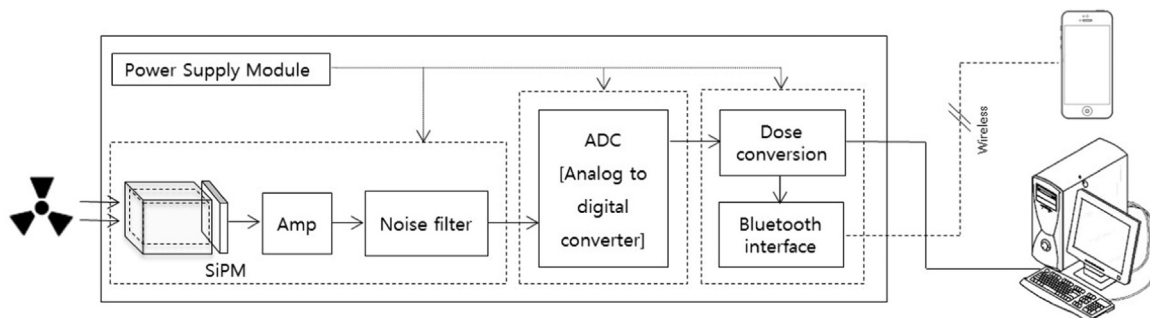 Power Supply Module
SiPM
Amp
Noise filter
ADC
[Analog to
digital
converter]
Dose
conversion
Bluetooth
interface
Wireless